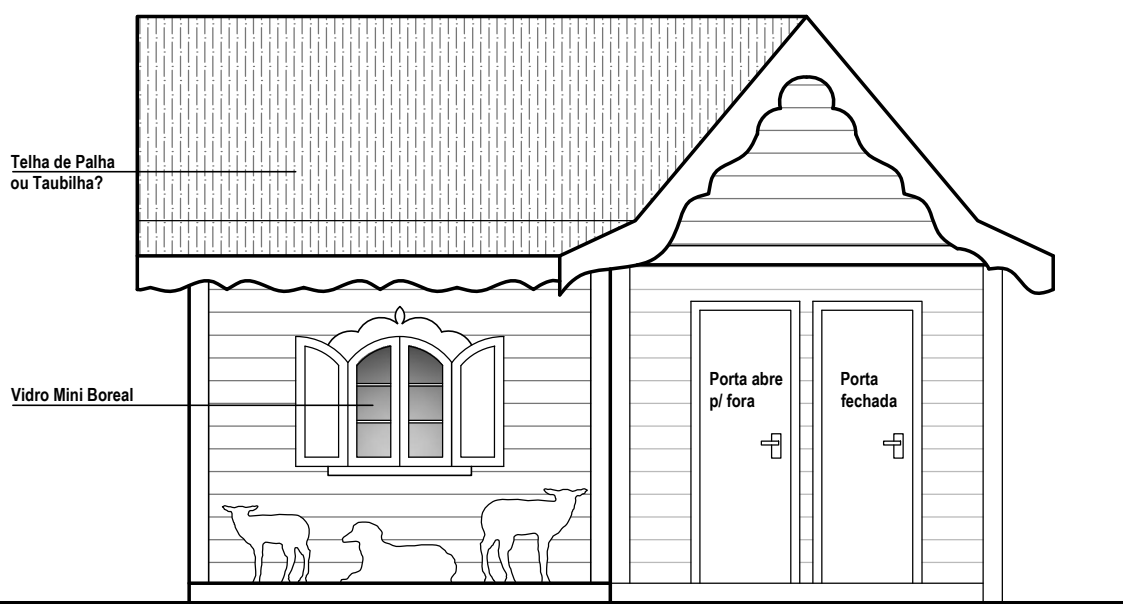 Telha de Palha
ou Taubilha?
Vidro Mini Boreal
Porta abre
p/ fora
Porta
fechada